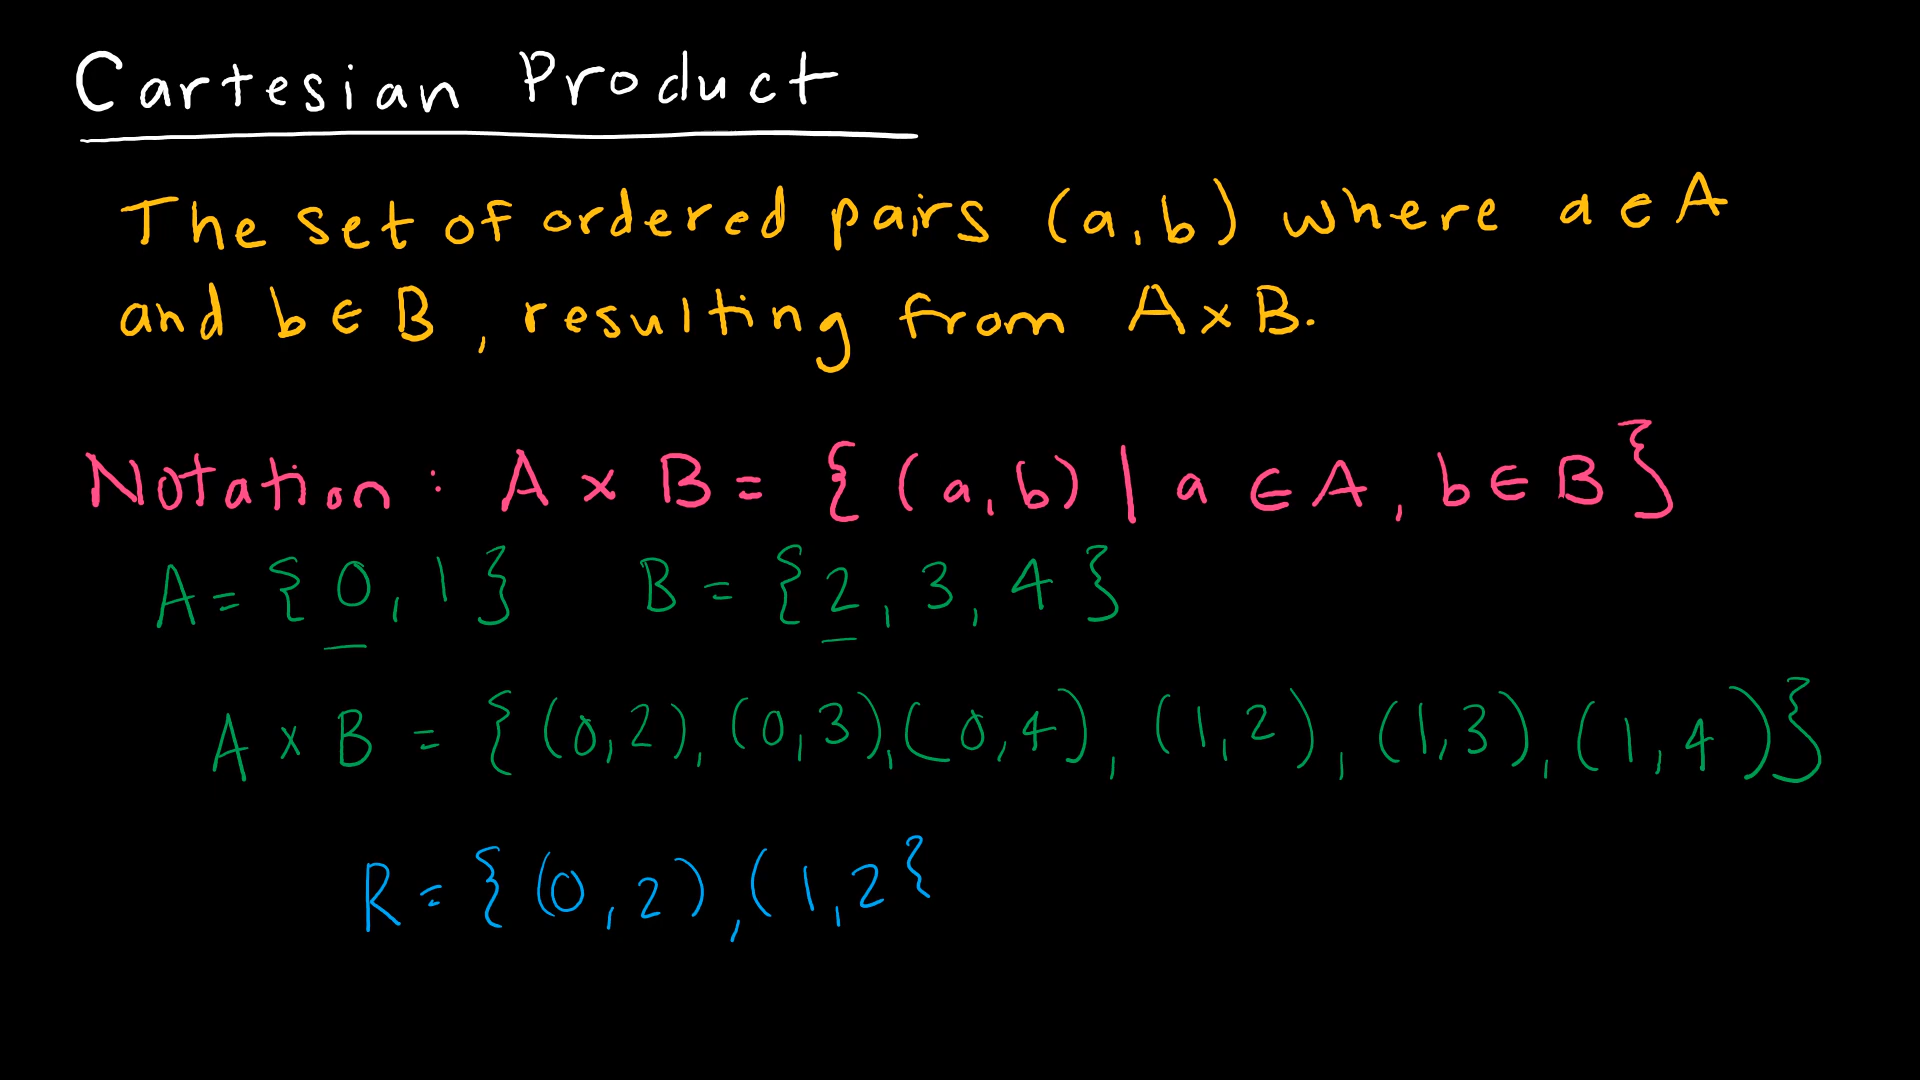 Cartesian Product
The set of ordered pairs (a,b) where a ∈ A
and b ∈ B, resulting from A×B.
Notation: A × B = { (a,b) | a ∈ A, b ∈ B }
A = { 0, 1 } B = { 2, 3, 4 }
A × B = { (0,2), (0,3), (0,4), (1,2), (1,3), (1,4) }
R = { (0,2), (1,2 {